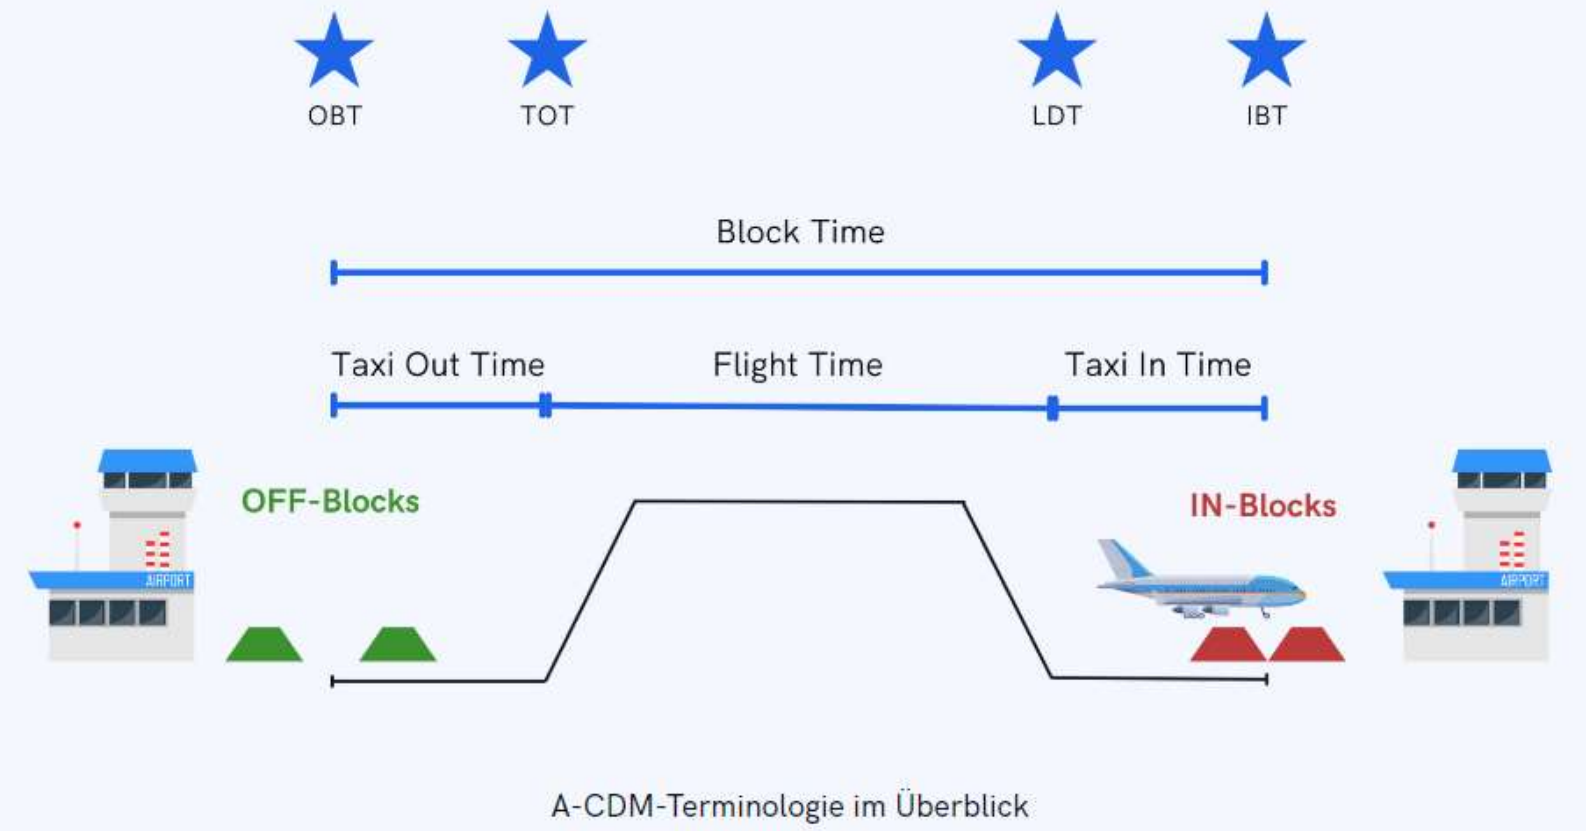 OBT
TOT
LDT
IBT
Block Time
Taxi Out Time
Flight Time
Taxi In Time
OFF-Blocks
IN-Blocks
AIRPORT
AIRPORT
A-CDM-Terminologie im Überblick